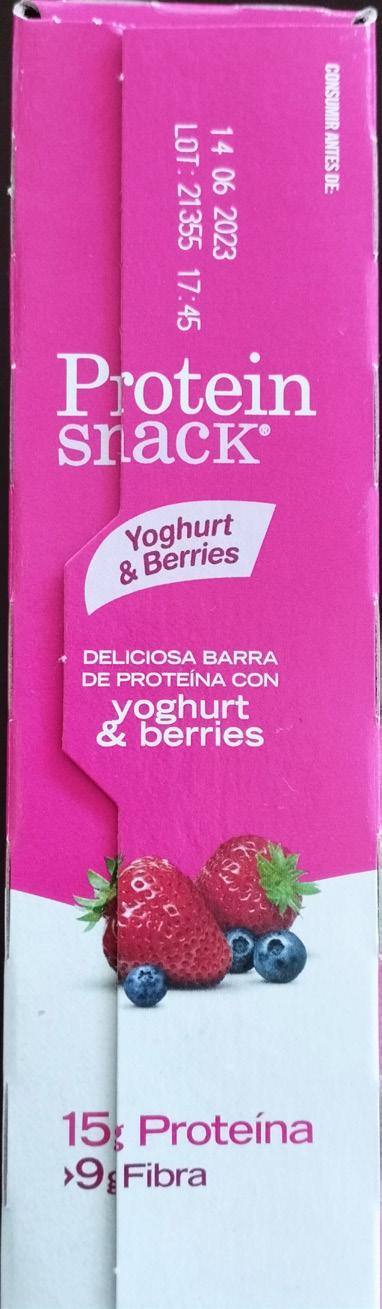 CONSUMIR ANTES DE:
14 06 2023
LOT: 21355 17:45
Protein
snack®
Yoghurt
& Berries
DELICIOSA BARRA
DE PROTEÍNA CON
yoghurt
& berries
15g Proteína
>9g Fibra